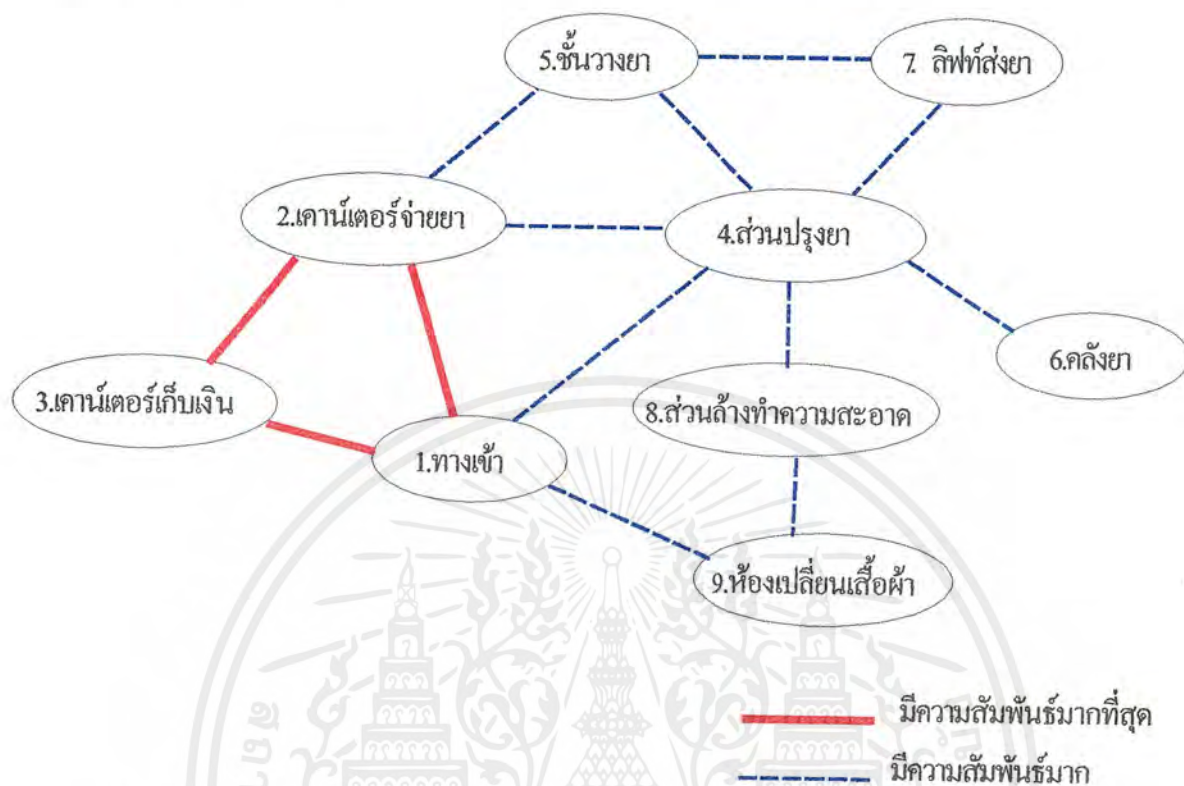 5.ชั้นวางยา
7. ลิฟท์ส่งยา
2.เคาน์เตอร์จ่ายยา
4.ส่วนปรุงยา
6.คลังยา
3.เคาน์เตอร์เก็บเงิน
8.ส่วนล้างทำความสะอาด
1.ทางเข้า
9.ห้องเปลี่ยนเสื้อผ้า
มีความสัมพันธ์มากที่สุด
มีความสัมพันธ์มาก